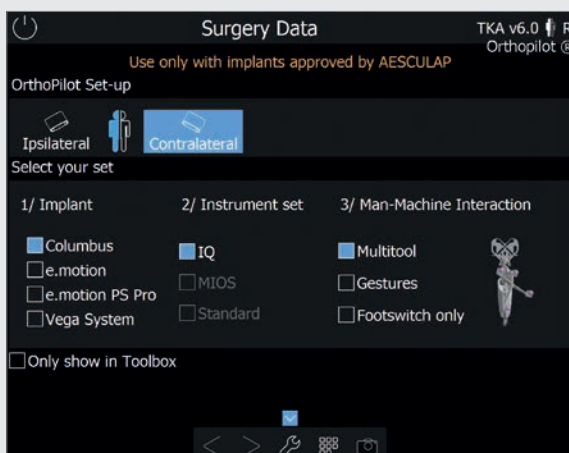 Surgery Data
TKA v6.0 R
Orthopilot ®
Use only with implants approved by AESCULAP
OrthoPilot Set-up
Ipsilateral
Contralateral
Select your set
1/ Implant
2/ Instrument set
3/ Man-Machine Interaction
Columbus
IQ
Multitool
e.motion
MIOS
Gestures
e.motion PS Pro
Standard
Footswitch only
Vega System
Only show in Toolbox